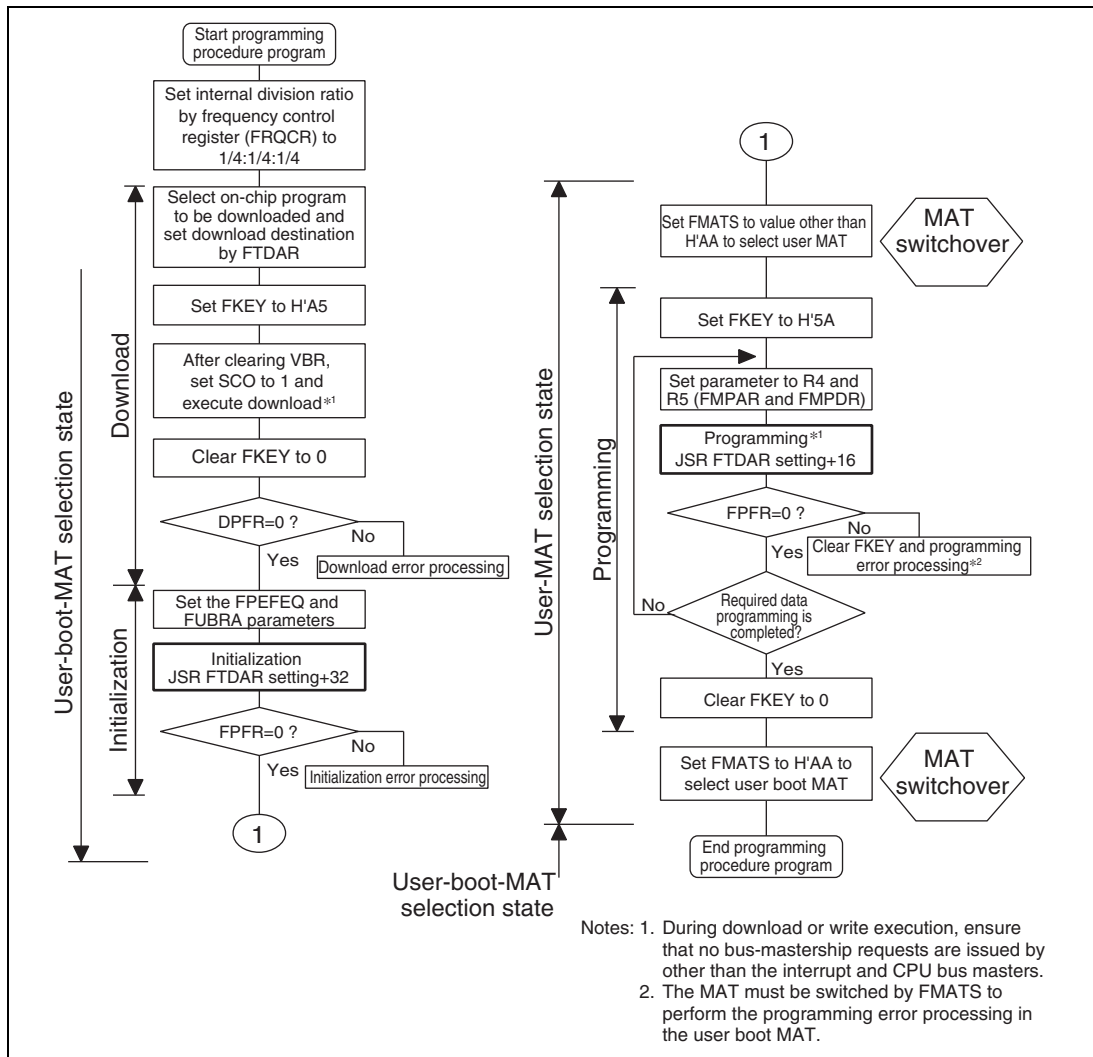 Start programming
procedure program
Set internal division ratio
by frequency control
register (FRQCR) to
1/4:1/4:1/4
Select on-chip program
to be downloaded and
set download destination
by FTDAR
Set FKEY to H'A5
After clearing VBR,
set SCO to 1 and
execute download*1
Clear FKEY to 0
DPFR=0 ?
No
Yes
Download error processing
Set the FPEFEQ and
FUBRA parameters
Initialization
JSR FTDAR setting+32
FPFR=0 ?
No
Yes
Initialization error processing
1
Download
Initialization
User-boot-MAT selection state
1
Set FMATS to value other than
H'AA to select user MAT
MAT
switchover
Set FKEY to H'5A
Set parameter to R4 and
R5 (FMPAR and FMPDR)
Programming*1
JSR FTDAR setting+16
FPFR=0 ?
No
Yes
Clear FKEY and programming
error processing*2
No
Required data
programming is
completed?
Yes
Clear FKEY to 0
Set FMATS to H'AA to
select user boot MAT
MAT
switchover
End programming
procedure program
Programming
User-MAT selection state
User-boot-MAT
selection state
Notes: 1. During download or write execution, ensure
that no bus-mastership requests are issued by
other than the interrupt and CPU bus masters.
2. The MAT must be switched by FMATS to
perform the programming error processing in
the user boot MAT.